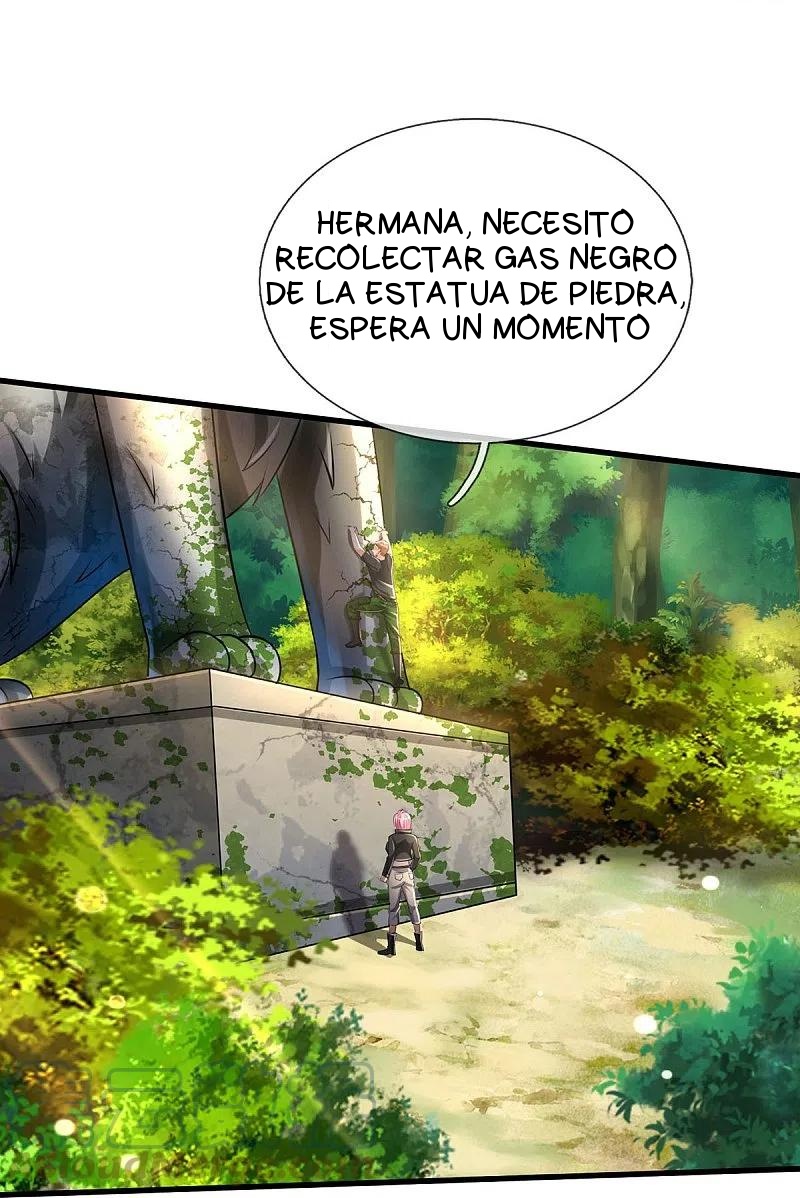 HERMANA, NECESITO
RECOLECTAR GAS NEGRO
DE LA ESTATUA DE PIEDRA,
ESPERA UN MOMENTO